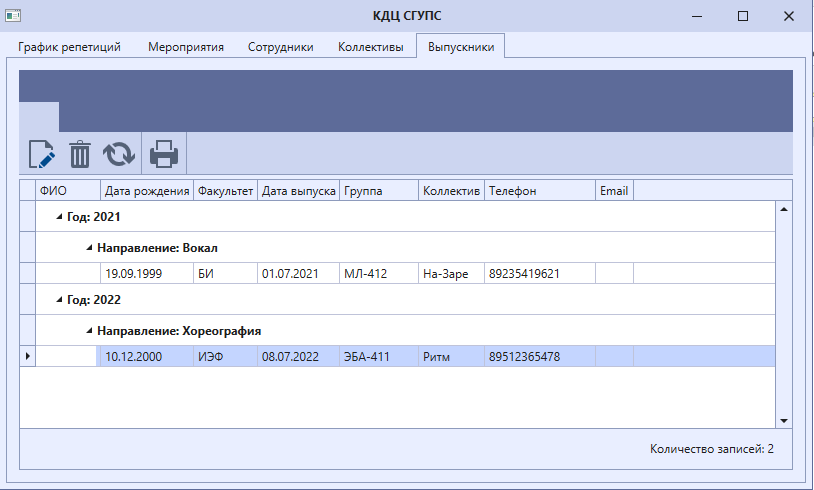 КДЦ СГУПС
График репетиций Мероприятия Сотрудники Коллективы Выпускники
ФИО Дата рождения Факультет Дата выпуска Группа Коллектив Телефон Email
Год: 2021
Направление: Вокал
19.09.1999 БИ 01.07.2021 МЛ-412 На-Заре 89235419621
Год: 2022
Направление: Хореография
10.12.2000 ИЭФ 08.07.2022 ЭБА-411 Ритм 89512365478
Количество записей: 2